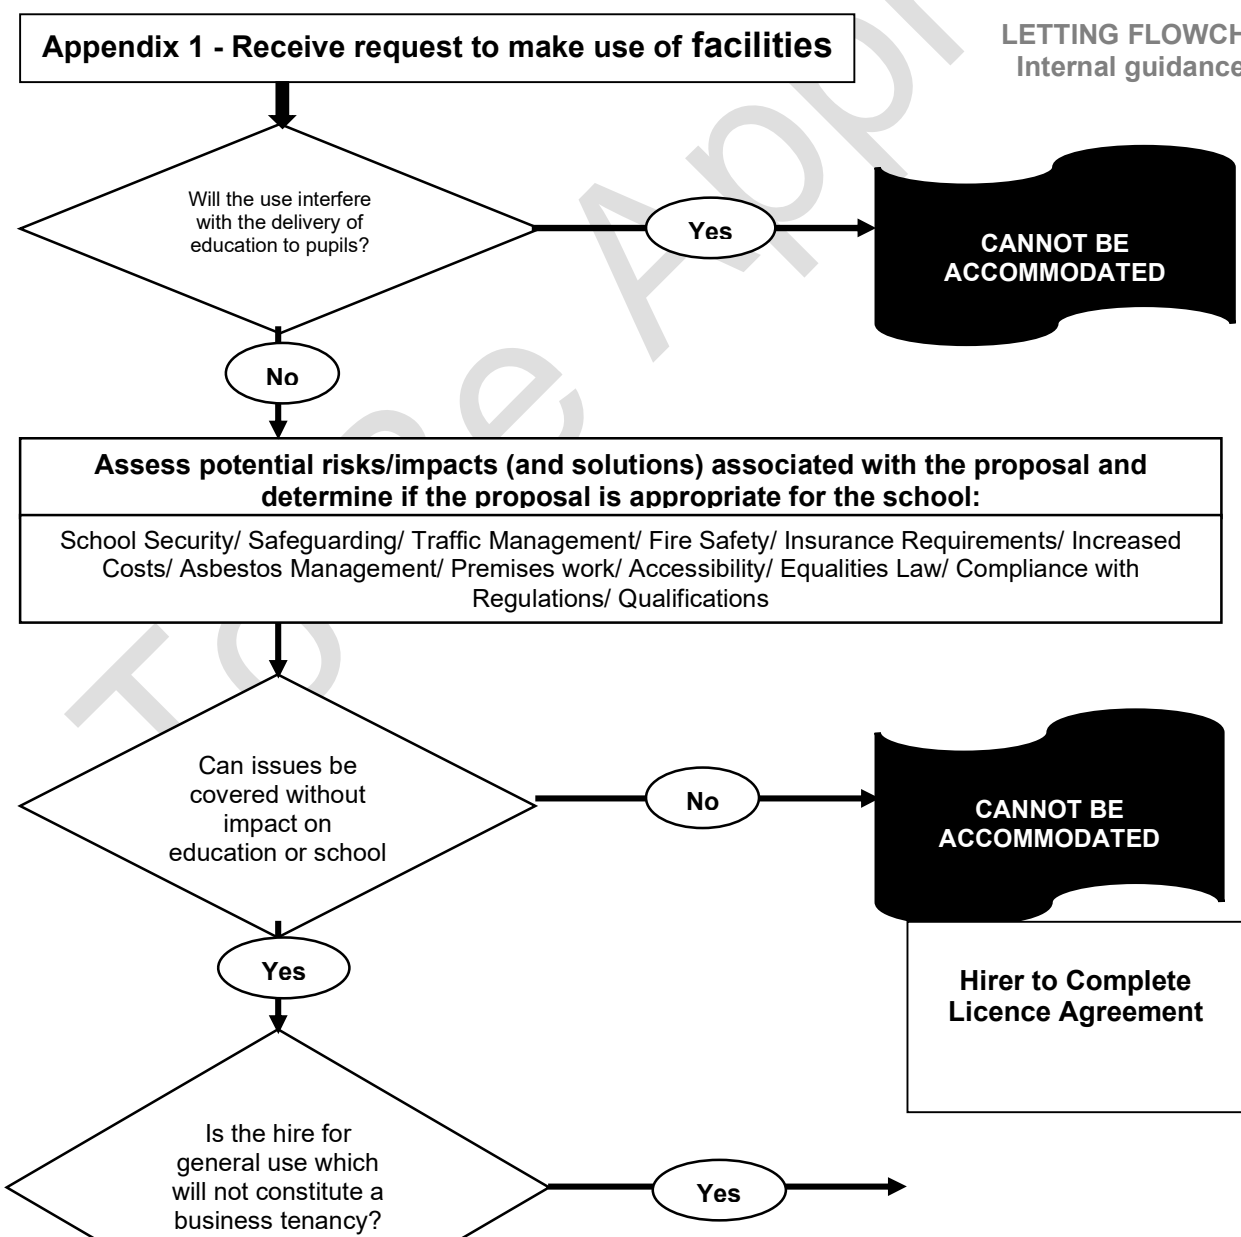 Appendix 1 - Receive request to make use of facilities
LETTING FLOWCH
Internal guidance
Will the use interfere
with the delivery of
education to pupils?
Yes
CANNOT BE
ACCOMMODATED
No
Assess potential risks/impacts (and solutions) associated with the proposal and
determine if the proposal is appropriate for the school:
School Security/ Safeguarding/ Traffic Management/ Fire Safety/ Insurance Requirements/ Increased
Costs/ Asbestos Management/ Premises work/ Accessibility/ Equalities Law/ Compliance with
Regulations/ Qualifications
Can issues be
covered without
impact on
education or school
No
CANNOT BE
ACCOMMODATED
Yes
Hirer to Complete
Licence Agreement
Is the hire for
general use which
will not constitute a
business tenancy?
Yes
To Be Appr